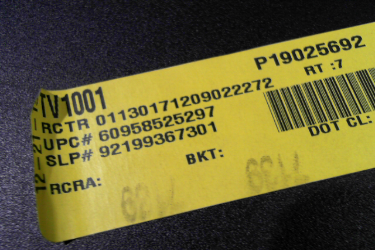 P19025692
RT :7
TV1001
RCTR 01130171209022272
UPC# 60958525297
SLP# 92199367301
DOT CL:
BKT:
RCRA: